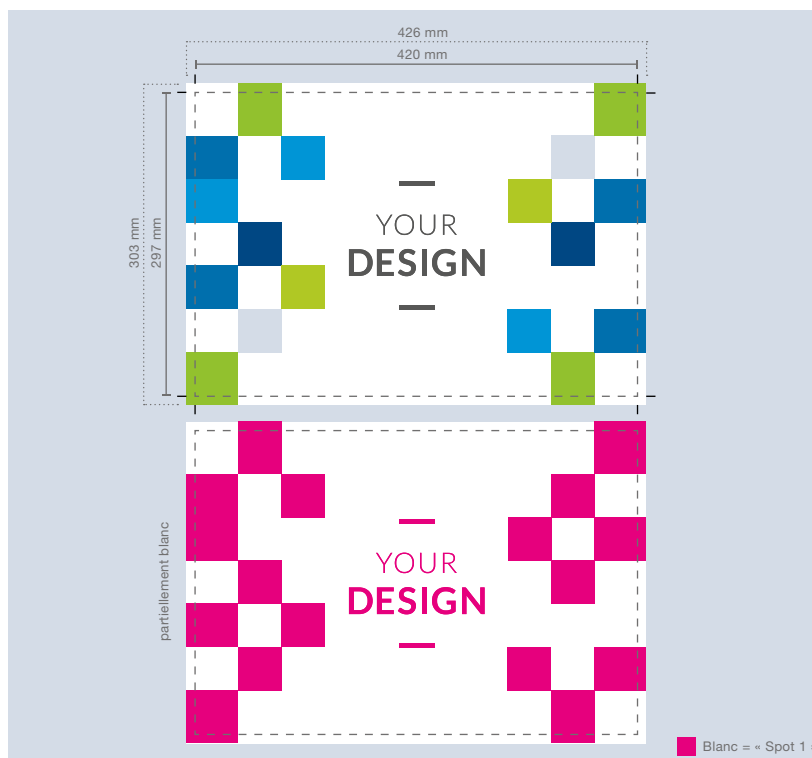 426 mm
420 mm
303 mm
297 mm
YOUR
DESIGN
partiellement blanc
YOUR
DESIGN
Blanc = « Spot 1